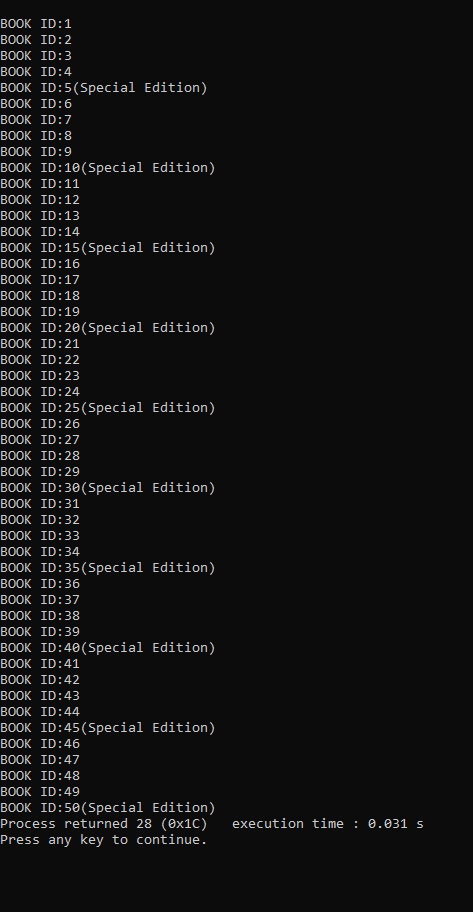 BOOK ID:1
BOOK ID:2
BOOK ID:3
BOOK ID:4
BOOK ID:5(Special Edition)
BOOK ID:6
BOOK ID:7
BOOK ID:8
BOOK ID:9
BOOK ID:10(Special Edition)
BOOK ID:11
BOOK ID:12
BOOK ID:13
BOOK ID:14
BOOK ID:15(Special Edition)
BOOK ID:16
BOOK ID:17
BOOK ID:18
BOOK ID:19
BOOK ID:20(Special Edition)
BOOK ID:21
BOOK ID:22
BOOK ID:23
BOOK ID:24
BOOK ID:25(Special Edition)
BOOK ID:26
BOOK ID:27
BOOK ID:28
BOOK ID:29
BOOK ID:30(Special Edition)
BOOK ID:31
BOOK ID:32
BOOK ID:33
BOOK ID:34
BOOK ID:35(Special Edition)
BOOK ID:36
BOOK ID:37
BOOK ID:38
BOOK ID:39
BOOK ID:40(Special Edition)
BOOK ID:41
BOOK ID:42
BOOK ID:43
BOOK ID:44
BOOK ID:45(Special Edition)
BOOK ID:46
BOOK ID:47
BOOK ID:48
BOOK ID:49
BOOK ID:50(Special Edition)
Process returned 28 (0x1C)   execution time : 0.031 s
Press any key to continue.